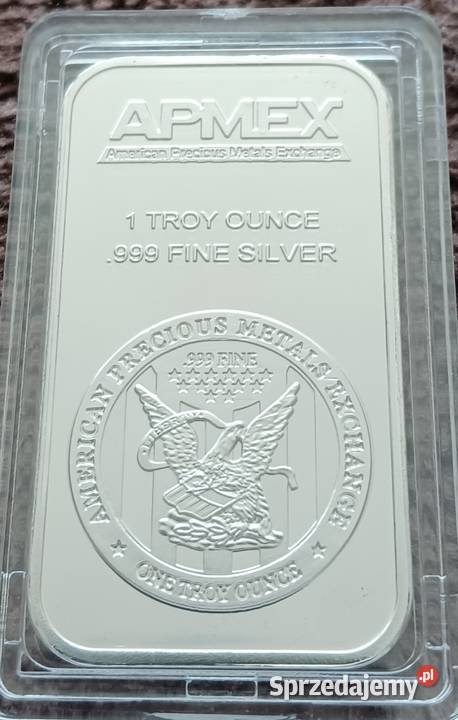 APMEX
American Precious Metals Exchange
1 TROY OUNCE
.999 FINE SILVER
AMERICAN PRECIOUS METALS EXCHANGE
.999 FINE
★ ONE TROY OUNCE ★
Sprzedajemy.pl